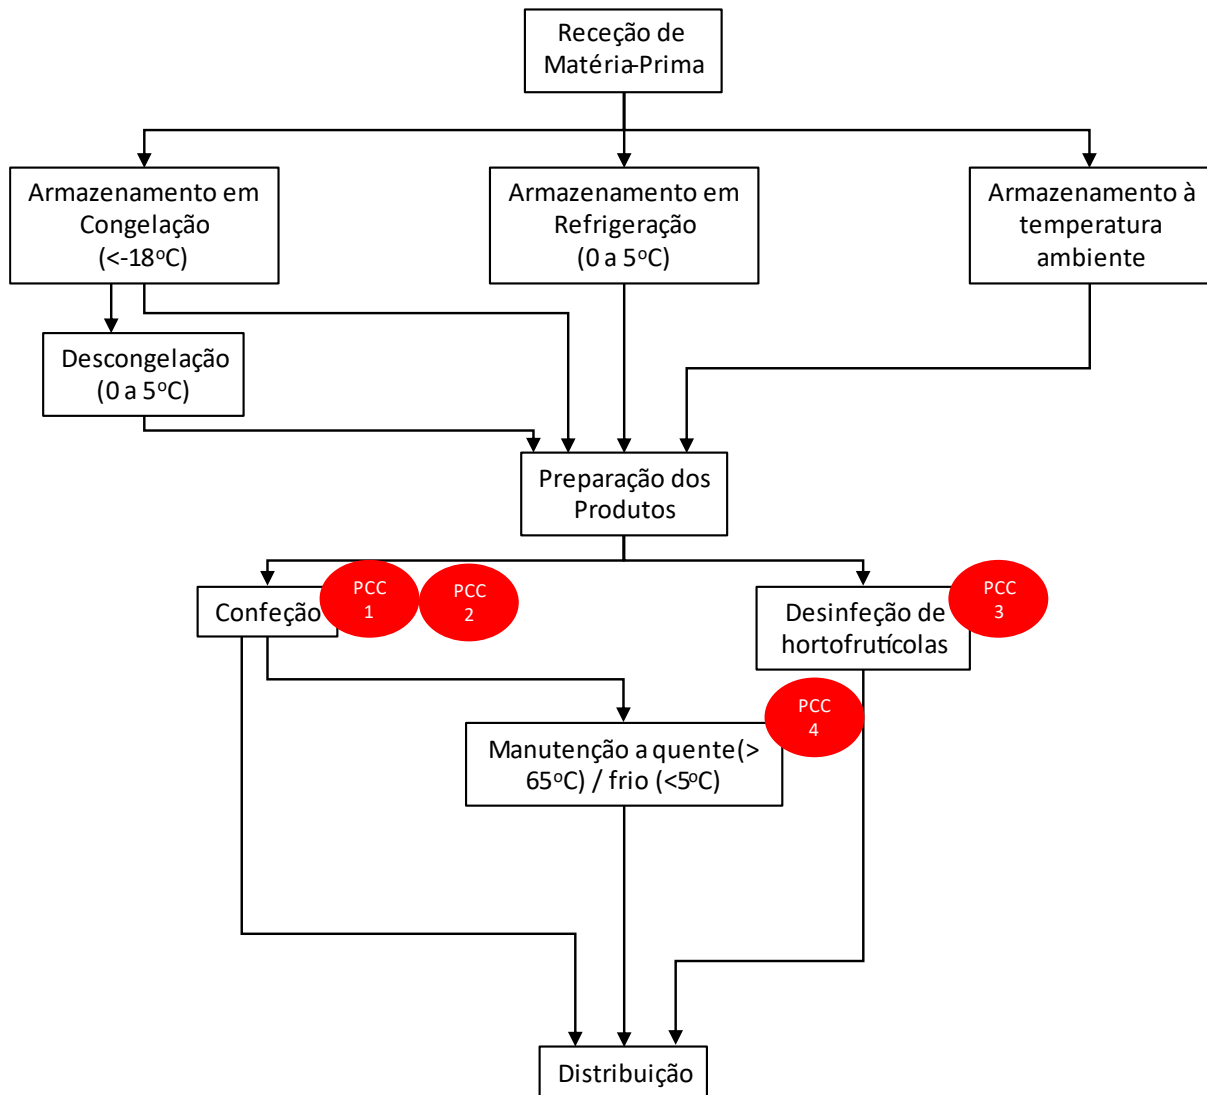 Receção de
Matéria-Prima
Armazenamento em
Congelação
(<-18ºC)
Armazenamento em
Refrigeração
(0 a 5ºC)
Armazenamento à
temperatura
ambiente
Descongelação
(0 a 5ºC)
Preparação dos
Produtos
Confeção
PCC
1
PCC
2
Desinfeção de
hortofrutícolas
PCC
3
Manutenção a quente(>
65ºC) / frio (<5ºC)
PCC
4
Distribuição